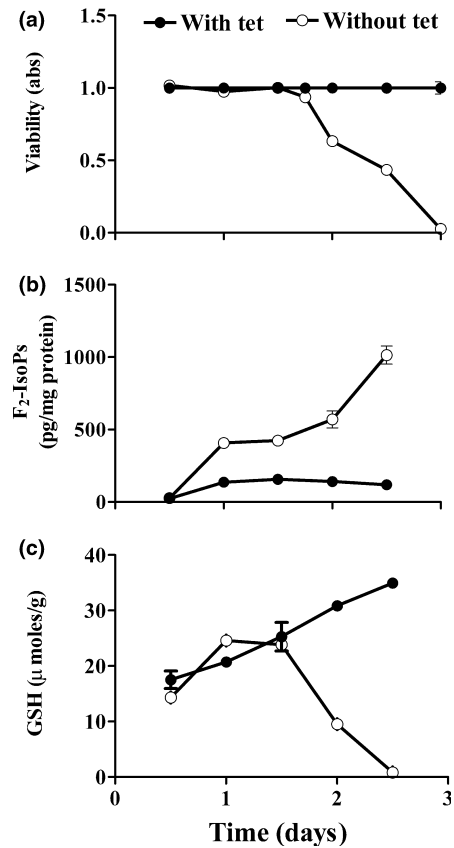 (a)
With tet
Without tet
Viability (abs)
1.5
1.0
0.5
0.0
(b)
F₂-IsoPs
(pg/mg protein)
1500
1000
500
0
(c)
GSH (μ moles/g)
40
30
20
10
0
0
1
2
3
Time (days)